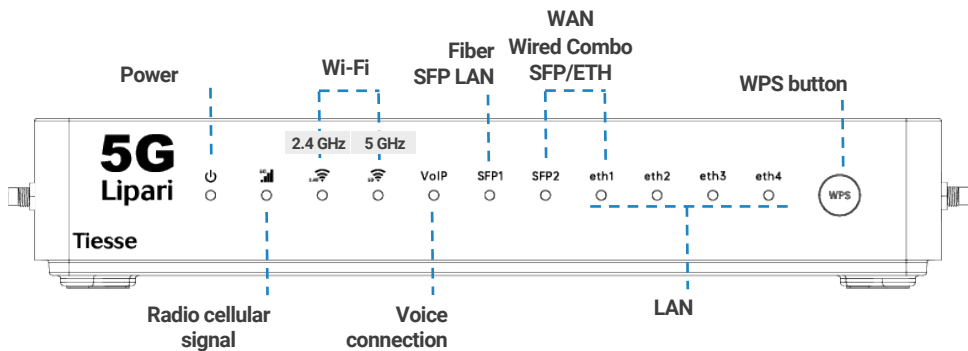 WAN
Fiber
Wired Combo
Power
Wi-Fi
SFP LAN
SFP/ETH
WPS button
2.4 GHz
5 GHz
5G
Lipari
VoIP
SFP1
SFP2
eth1
eth2
eth3
eth4
WPS
Tiesse
Radio cellular
signal
Voice
connection
LAN